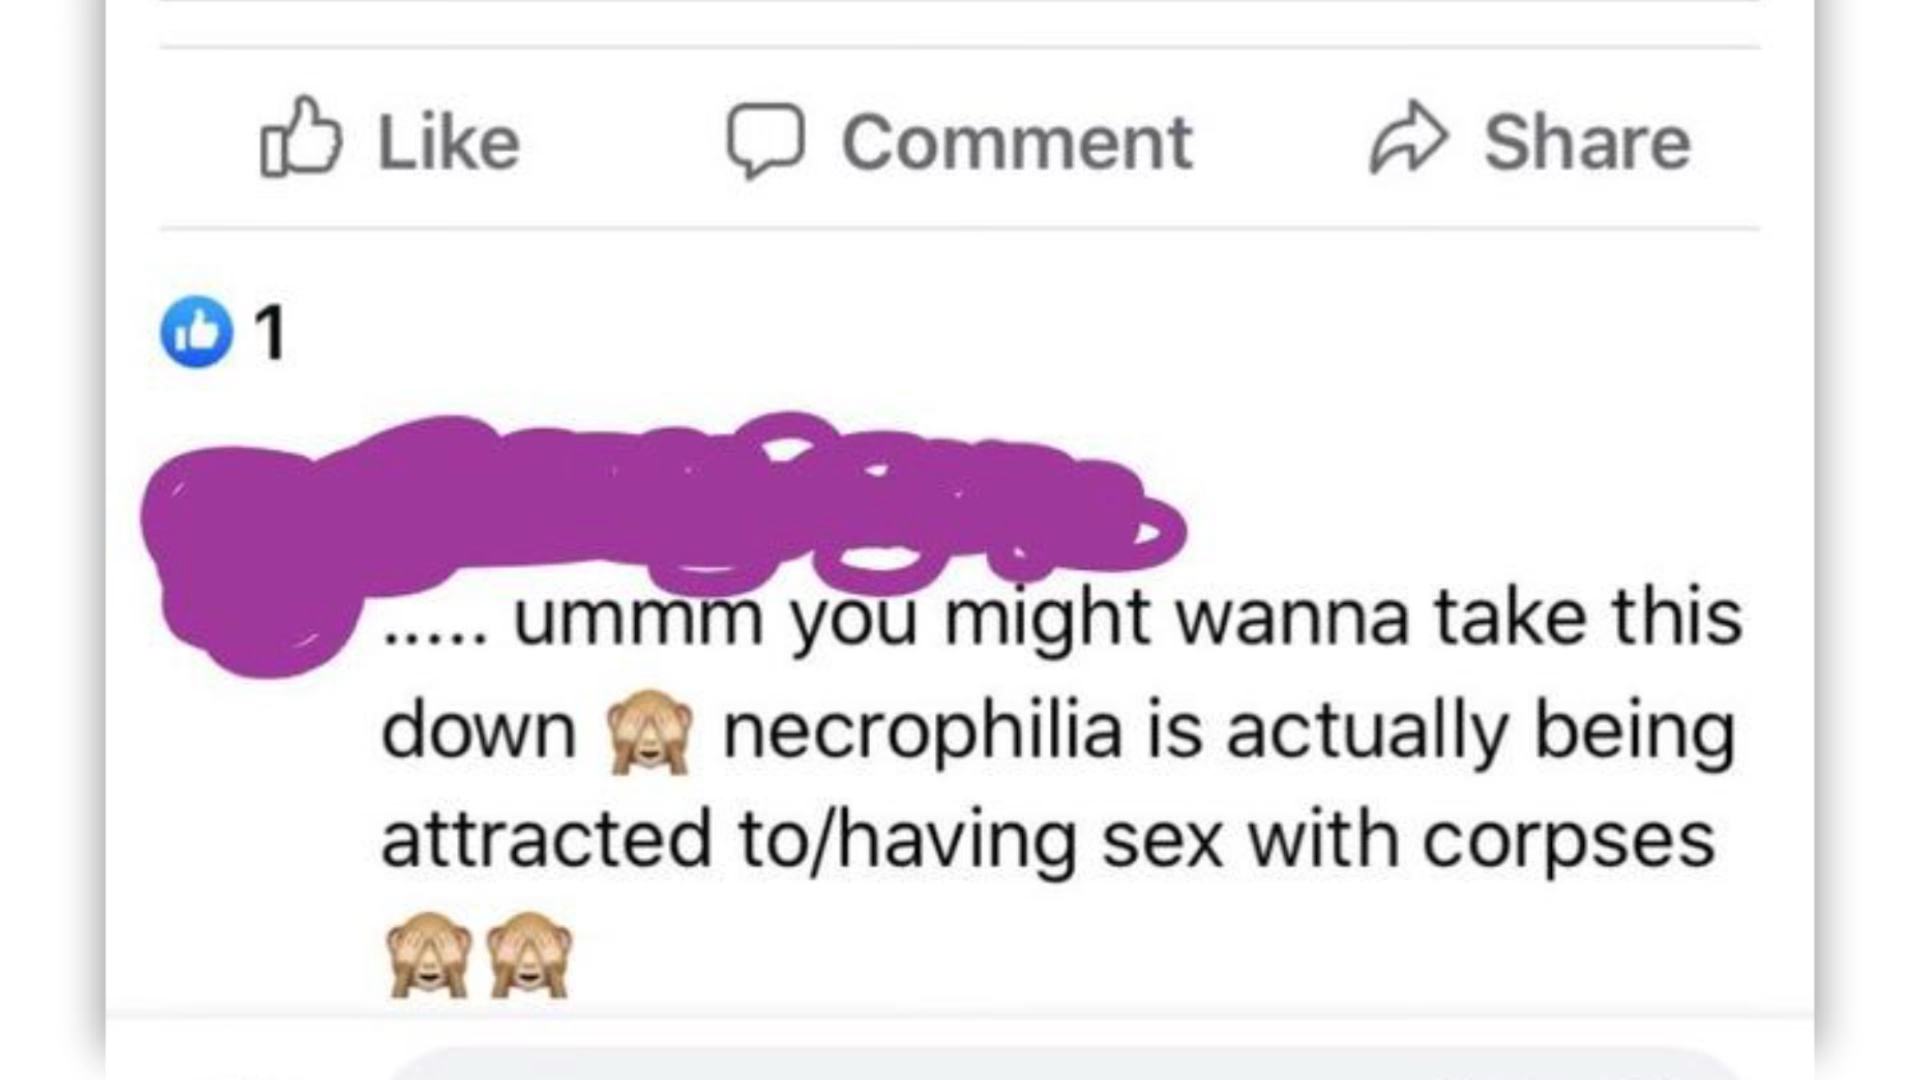 Like Comment Share
1
..... ummm you might wanna take this
down 🙈 necrophilia is actually being
attracted to/having sex with corpses
🙈🙈